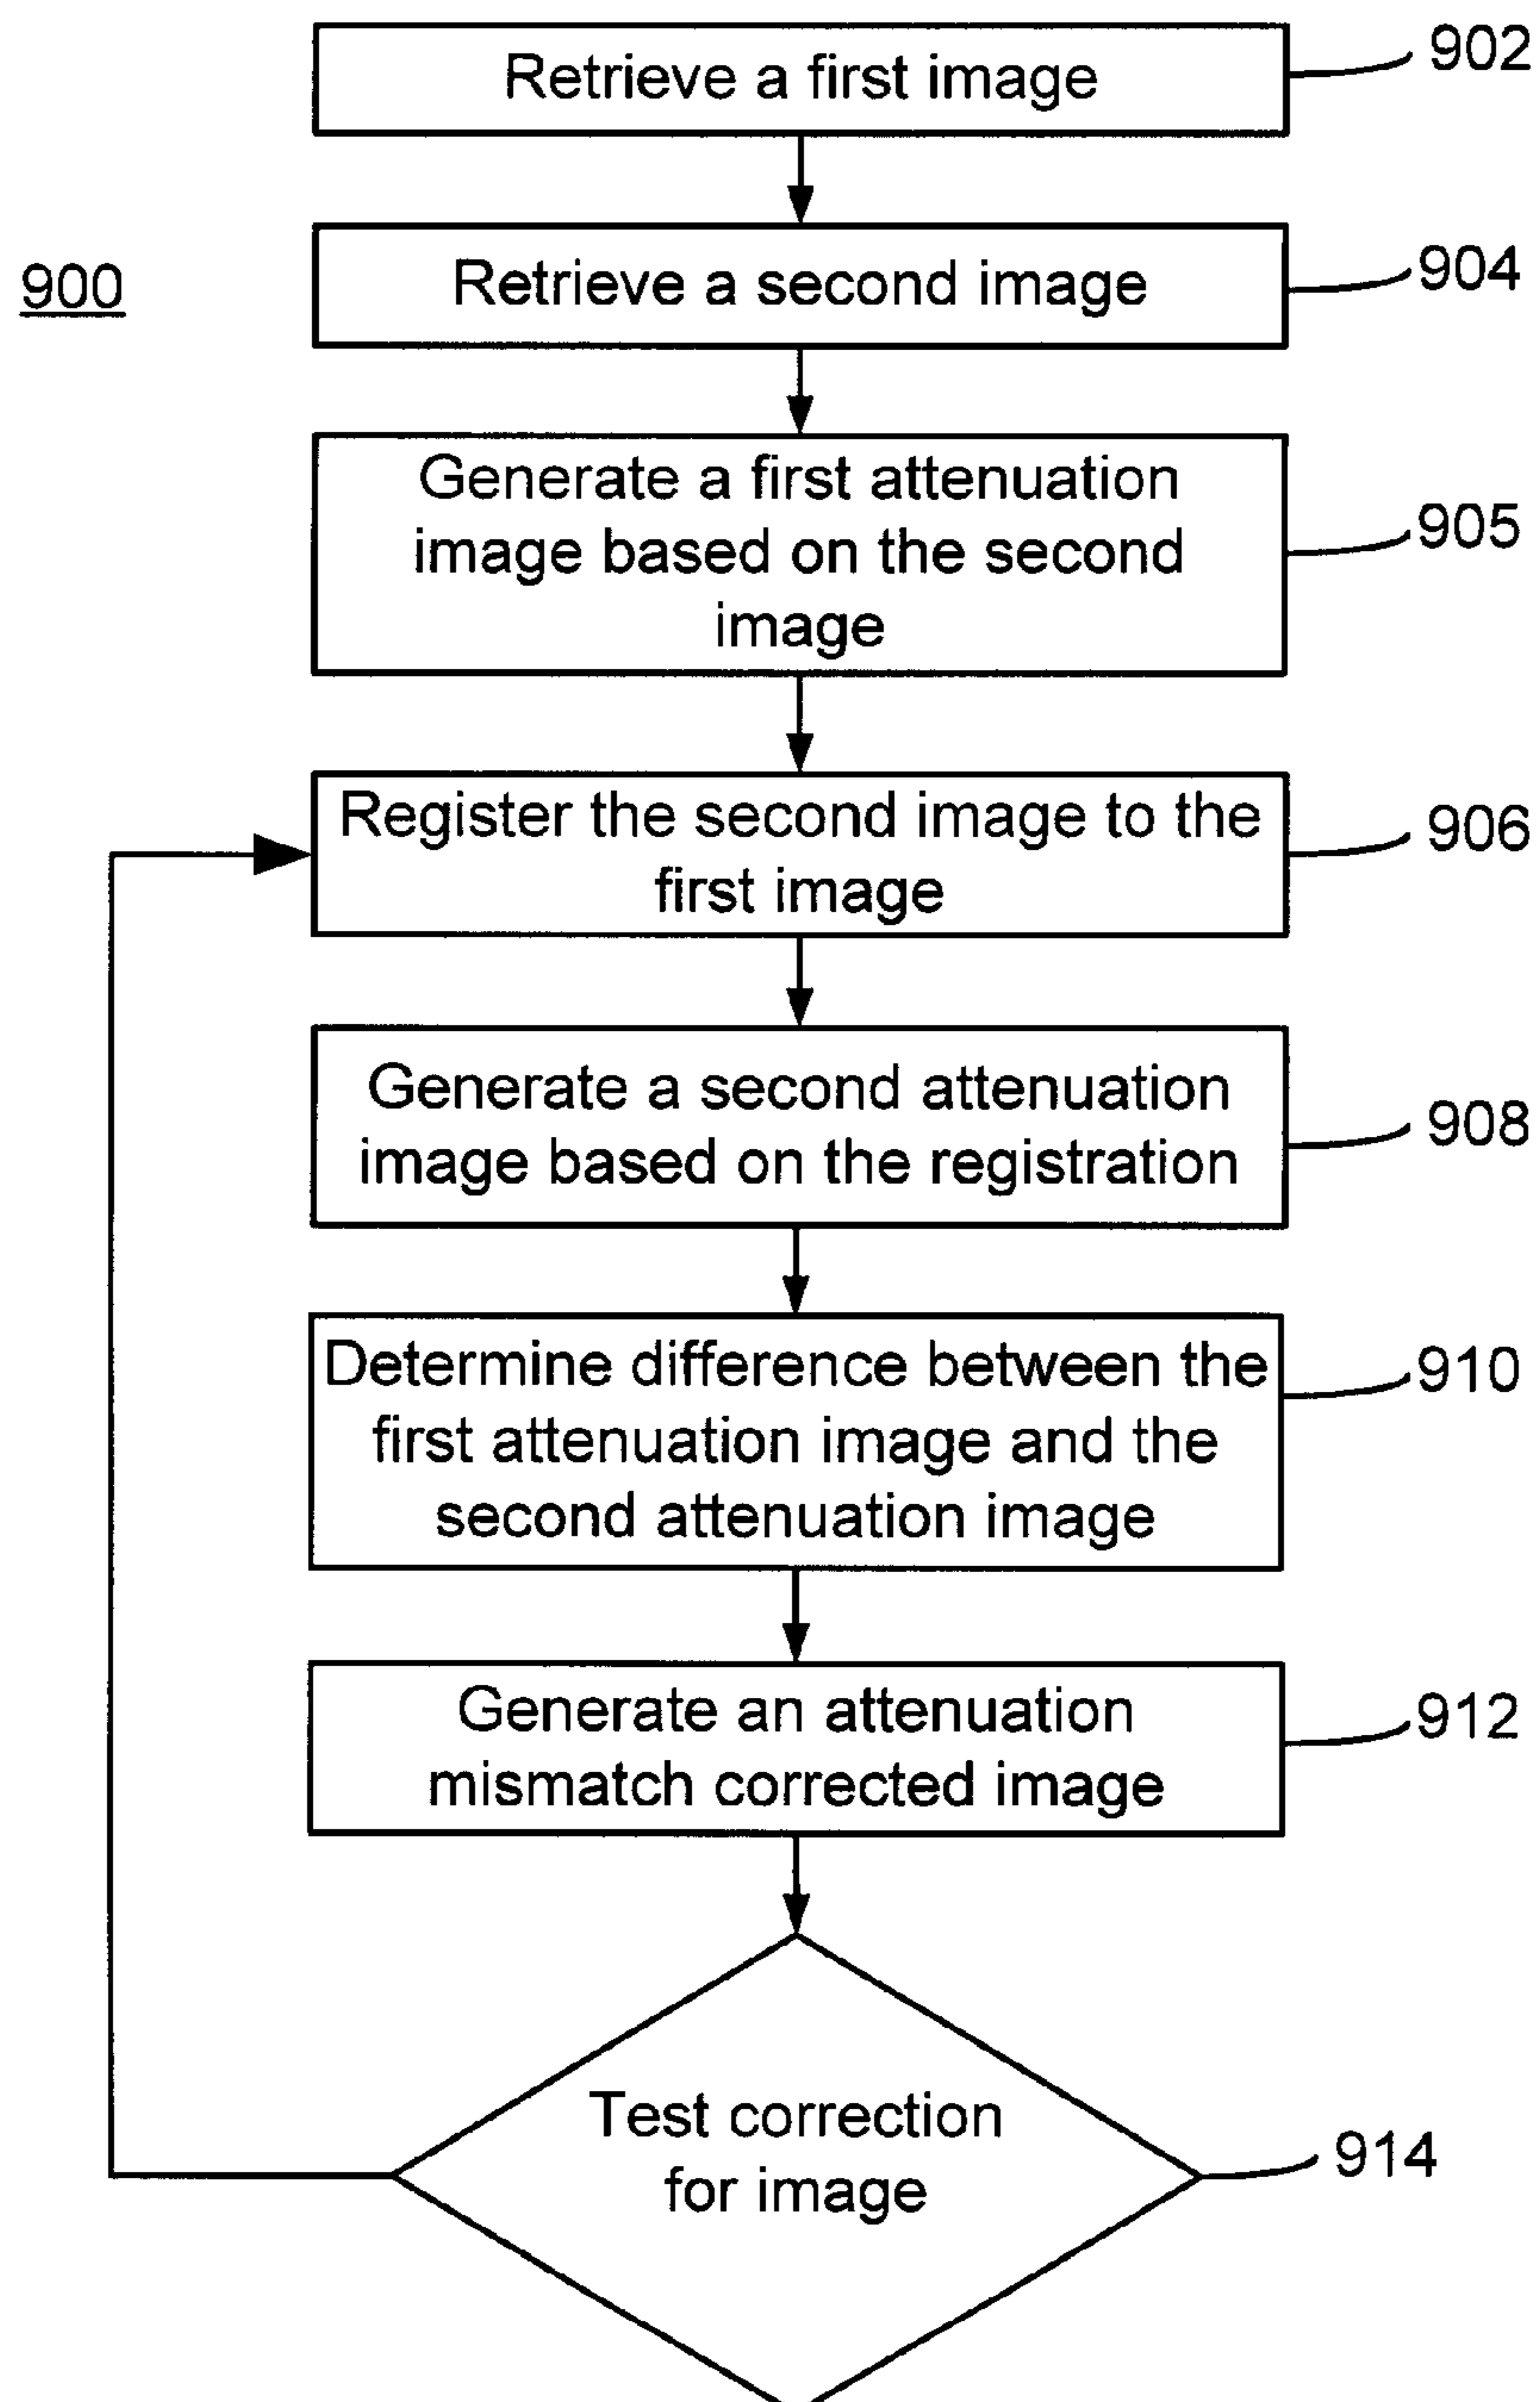 Retrieve a first image
902
900
Retrieve a second image
904
Generate a first attenuation
image based on the second
image
905
Register the second image to the
first image
906
Generate a second attenuation
image based on the registration
908
Determine difference between the
first attenuation image and the
second attenuation image
910
Generate an attenuation
mismatch corrected image
912
Test correction
for image
914